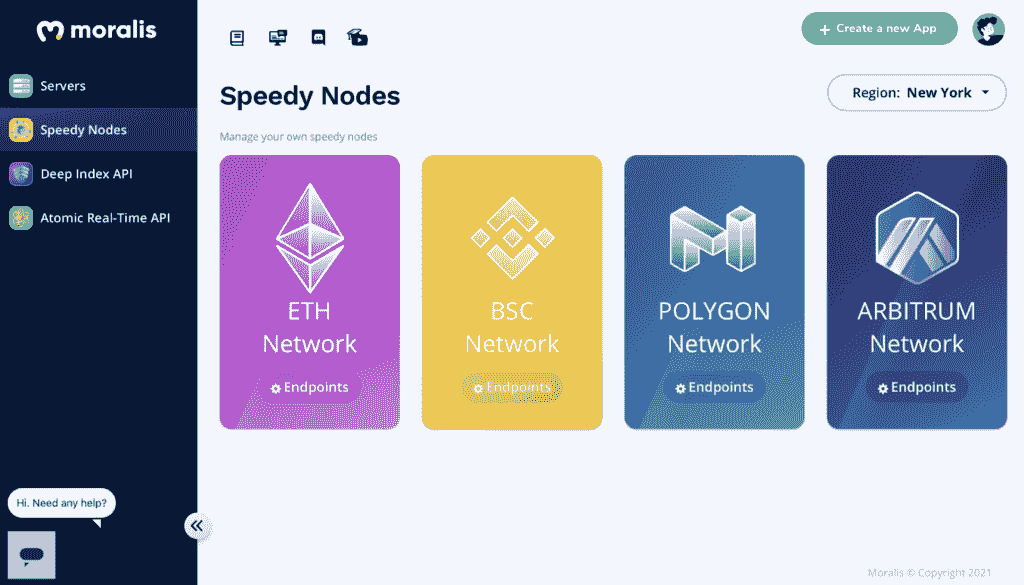 moralis
Servers
Speedy Nodes
Deep Index API
Atomic Real-Time API
Hi. Need any help?
+ Create a new App
Speedy Nodes
Region: New York
Manage your own speedy nodes
ETH
Network
Endpoints
BSC
Network
Endpoints
POLYGON
Network
Endpoints
ARBITRUM
Network
Endpoints
Moralis © Copyright 2021